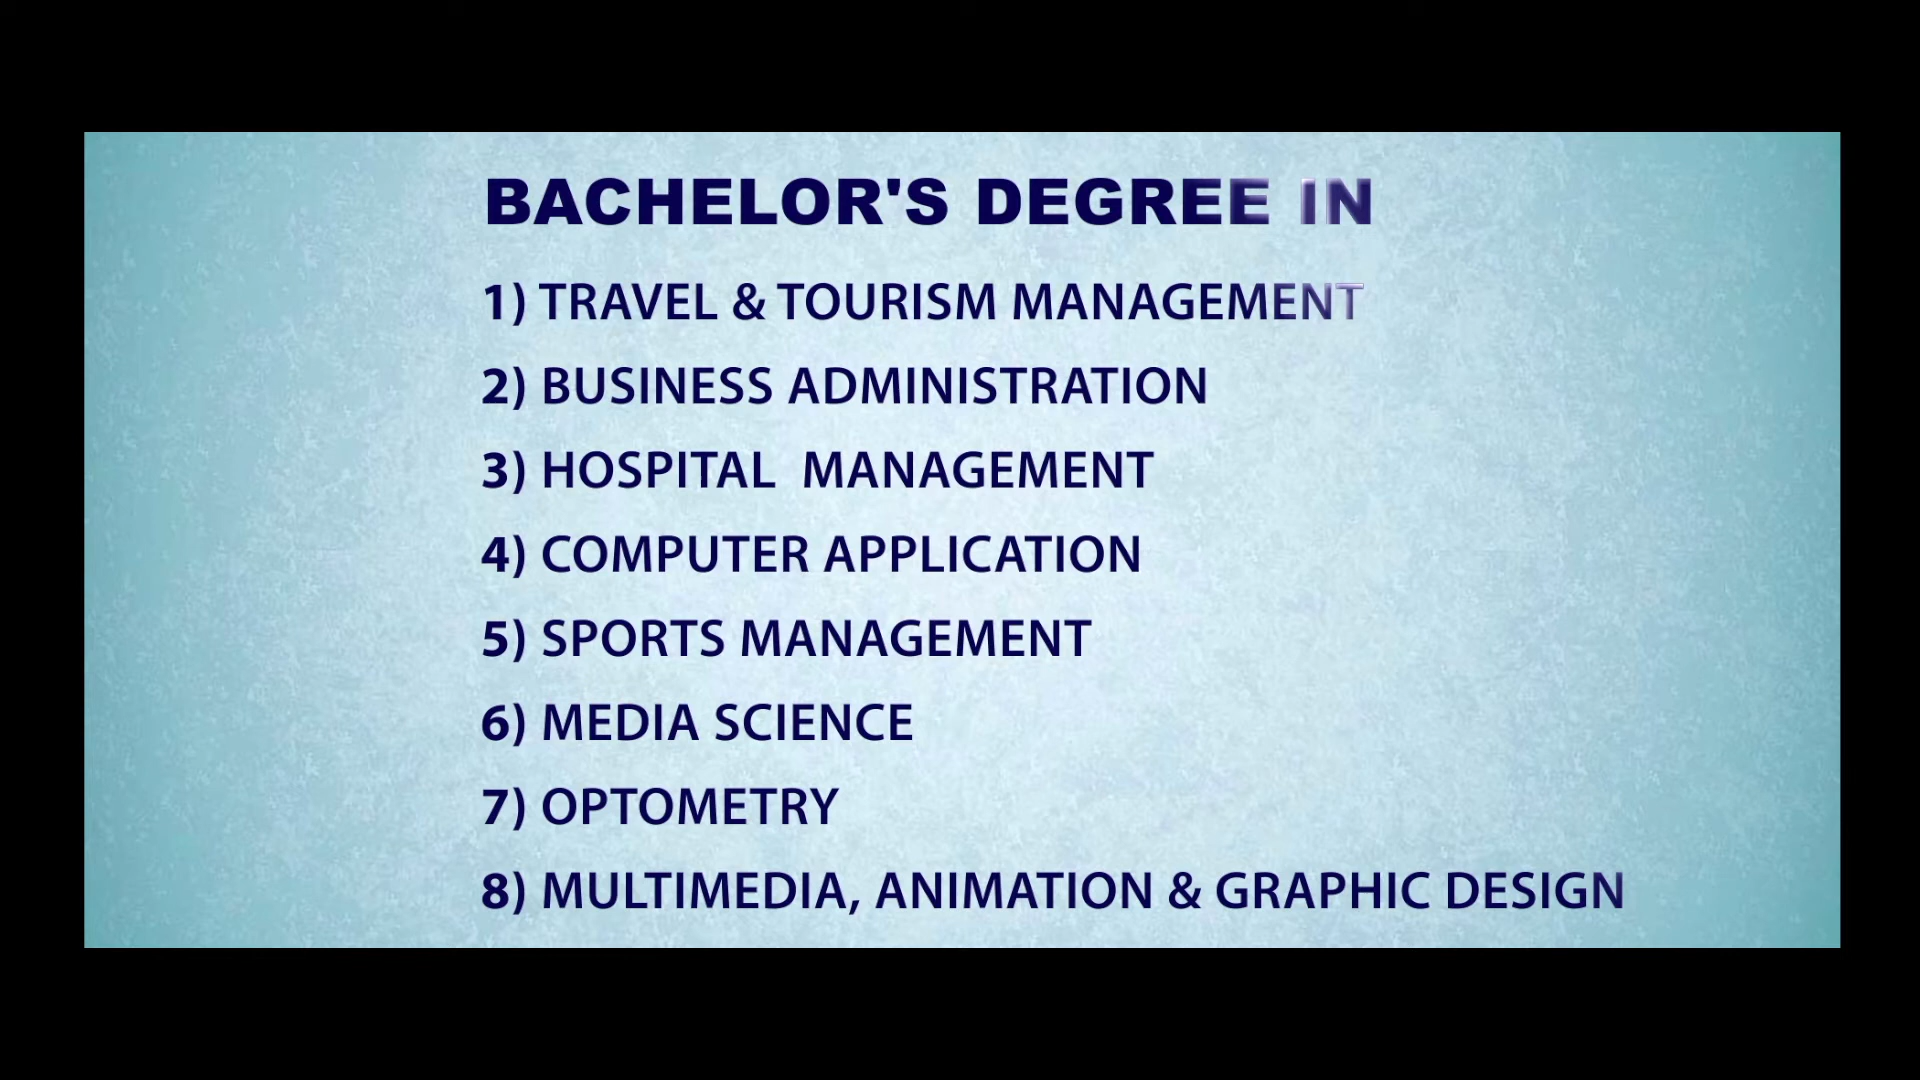 BACHELOR'S DEGREE IN
1) TRAVEL & TOURISM MANAGEMENT
2) BUSINESS ADMINISTRATION
3) HOSPITAL  MANAGEMENT
4) COMPUTER APPLICATION
5) SPORTS MANAGEMENT
6) MEDIA SCIENCE
7) OPTOMETRY
8) MULTIMEDIA, ANIMATION & GRAPHIC DESIGN